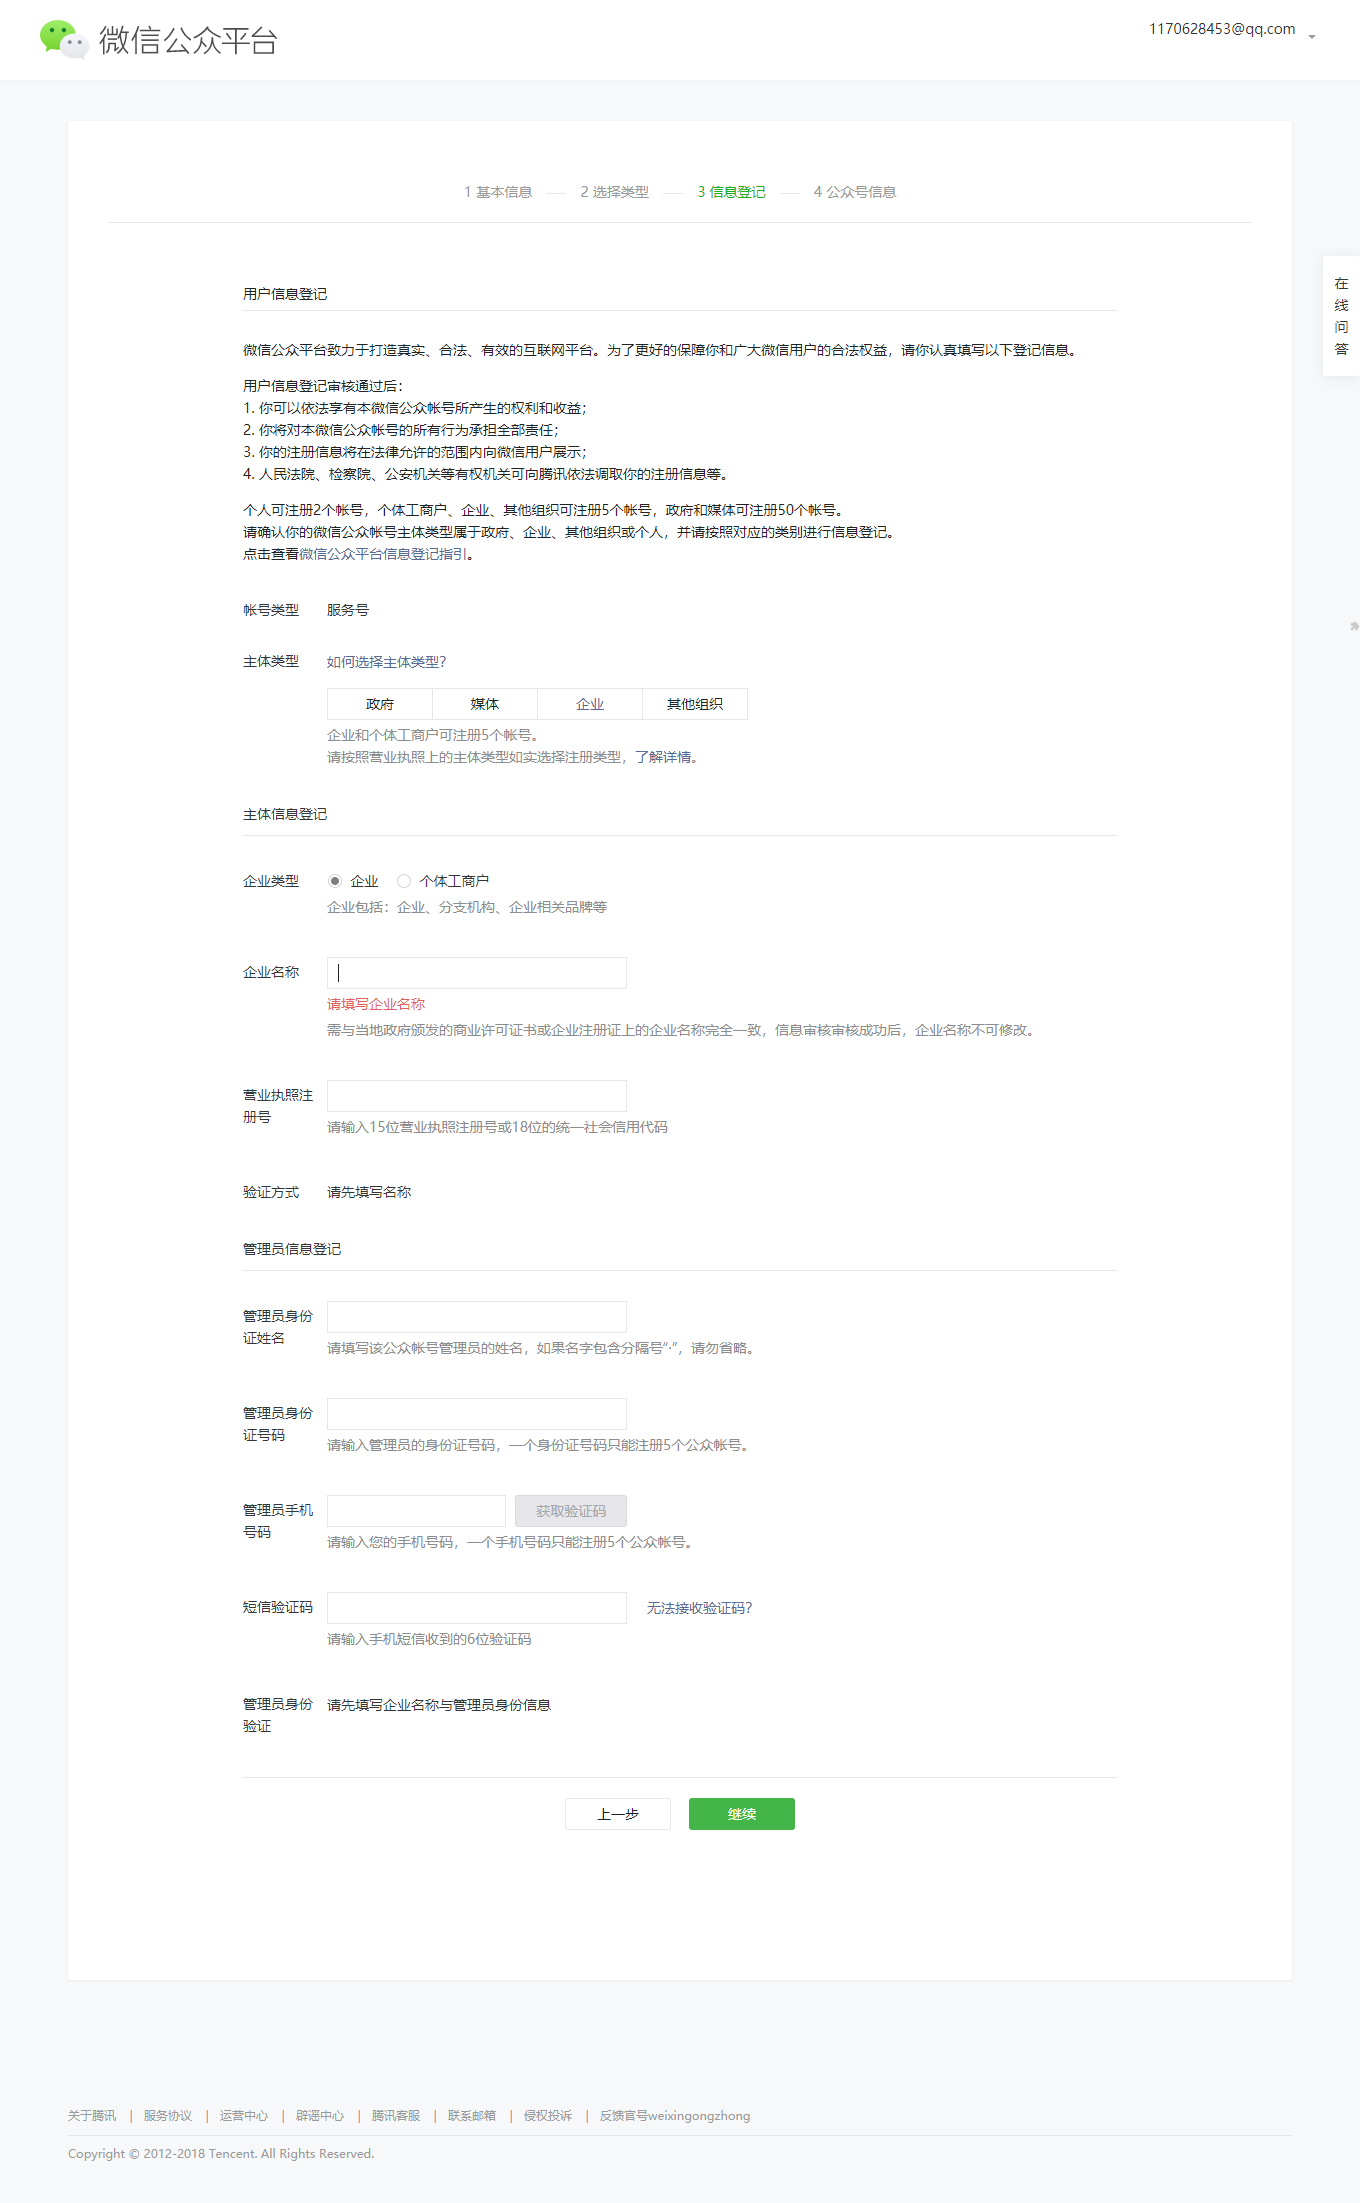 微信公众平台
1170628453@qq.com
1 基本信息 2 选择类型 3 信息登记 4 公众号信息
在线问答
用户信息登记
微信公众平台致力于打造真实、合法、有效的互联网平台。为了更好的保障你和广大微信用户的合法权益，请你认真填写以下登记信息。
用户信息登记审核通过后：
1. 你可以依法享有本微信公众帐号所产生的权利和收益；
2. 你将对本微信公众帐号的所有行为承担全部责任；
3. 你的注册信息将在法律允许的范围内向微信用户展示；
4. 人民法院、检察院、公安机关等有权机关可向腾讯依法调取你的注册信息等。
个人可注册2个帐号，个体工商户、企业、其他组织可注册5个帐号，政府和媒体可注册50个帐号。
请确认你的微信公众帐号主体类型属于政府、企业、其他组织或个人，并请按照对应的类别进行信息登记。
点击查看微信公众平台信息登记指引。
帐号类型 服务号
主体类型 如何选择主体类型？
政府 媒体 企业 其他组织
企业和个体工商户可注册5个帐号。
请按照营业执照上的主体类型如实选择注册类型，了解详情。
主体信息登记
企业类型 企业 个体工商户
企业包括：企业、分支机构、企业相关品牌等
企业名称
请填写企业名称
需与当地政府颁发的商业许可证书或企业注册证上的企业名称完全一致，信息审核审核成功后，企业名称不可修改。
营业执照注
册号
请输入15位营业执照注册号或18位的统一社会信用代码
验证方式 请先填写名称
管理员信息登记
管理员身份
证姓名
请填写该公众帐号管理员的姓名，如果名字包含分隔号“·”，请勿省略。
管理员身份
证号码
请输入管理员的身份证号码，一个身份证号码只能注册5个公众帐号。
管理员手机 获取验证码
号码
请输入您的手机号码，一个手机号码只能注册5个公众帐号。
短信验证码 无法接收验证码？
请输入手机短信收到的6位验证码
管理员身份 请先填写企业名称与管理员身份信息
验证
上一步 继续
关于腾讯 | 服务协议 | 运营中心 | 辟谣中心 | 腾讯客服 | 联系邮箱 | 侵权投诉 | 反馈官号weixingongzhong
Copyright © 2012-2018 Tencent. All Rights Reserved.